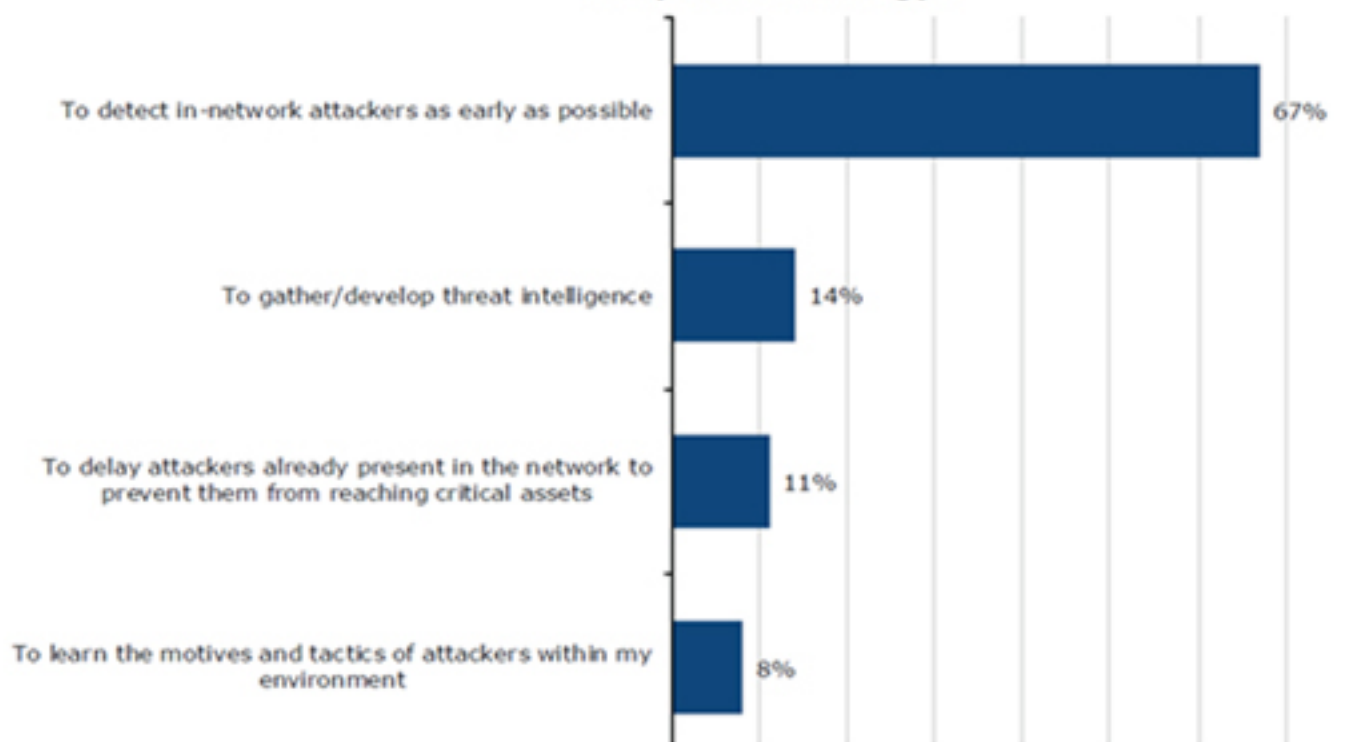 To detect in-network attackers as early as possible
67%
To gather/develop threat intelligence
14%
To delay attackers already present in the network to
prevent them from reaching critical assets
11%
To learn the motives and tactics of attackers within my
environment
8%